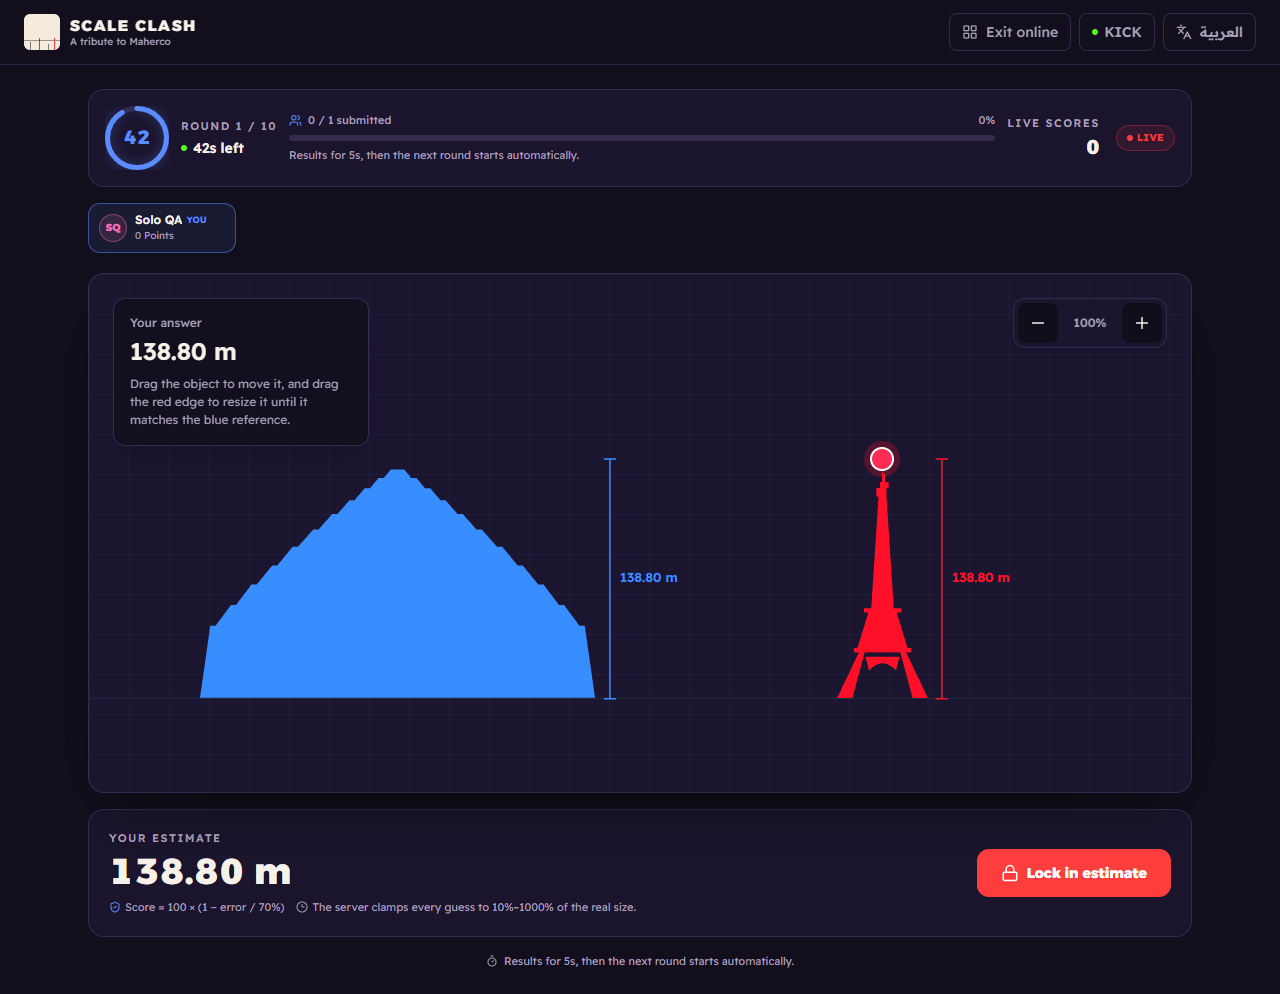 SCALE CLASH
A tribute to Maherco
Exit online
KICK
العربية
42
ROUND 1 / 10
42s left
0 / 1 submitted
0%
Results for 5s, then the next round starts automatically.
LIVE SCORES
0
LIVE
SQ
Solo QA YOU
0 Points
Your answer
138.80 m
Drag the object to move it, and drag
the red edge to resize it until it
matches the blue reference.
100%
138.80 m
138.80 m
YOUR ESTIMATE
138.80 m
Score = 100 × (1 − error / 70%)
The server clamps every guess to 10%–1000% of the real size.
Lock in estimate
Results for 5s, then the next round starts automatically.